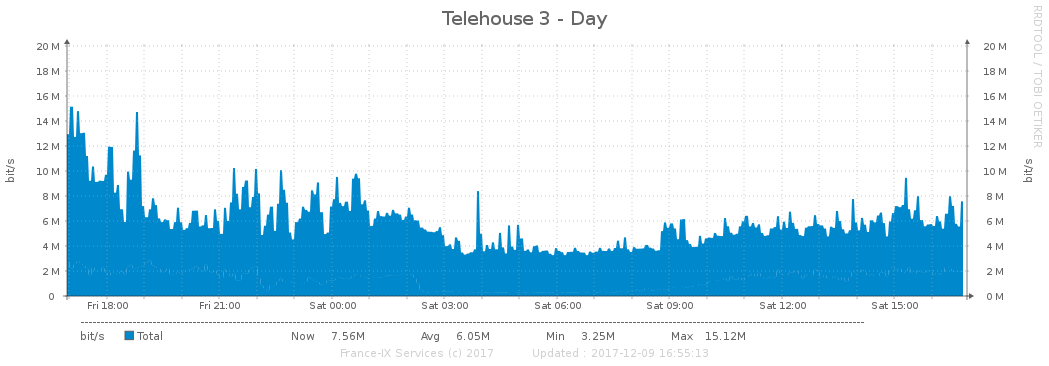 Telehouse 3 - Day
RRDTOOL / TOBI OETIKER
20 M 20 M
18 M 18 M
16 M 16 M
14 M 14 M
12 M 12 M
10 M 10 M
8 M 8 M
6 M 6 M
4 M 4 M
2 M 2 M
0 0 M
bit/s bit/s
Fri 18:00 Fri 21:00 Sat 00:00 Sat 03:00 Sat 06:00 Sat 09:00 Sat 12:00 Sat 15:00
bit/s Total Now 7.56M Avg 6.05M Min 3.25M Max 15.12M
France-IX Services (c) 2017 Updated : 2017-12-09 16:55:13